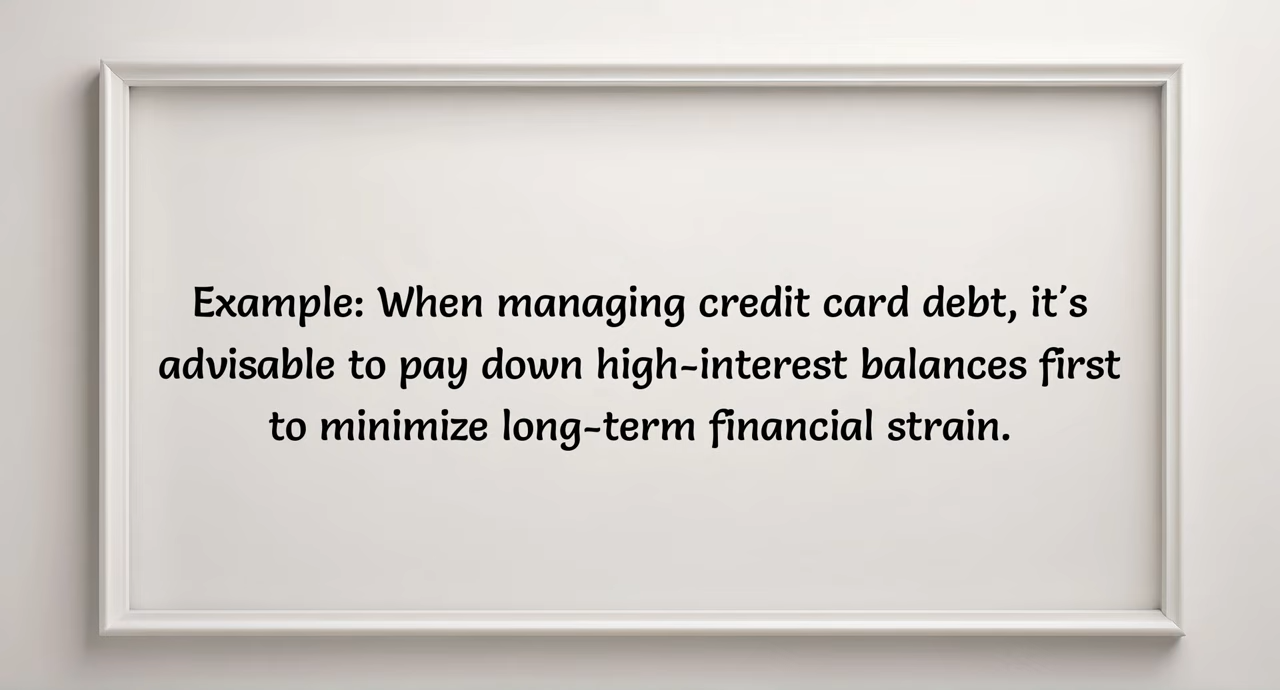 Example: When managing credit card debt, it's
advisable to pay down high-interest balances first
to minimize long-term financial strain.